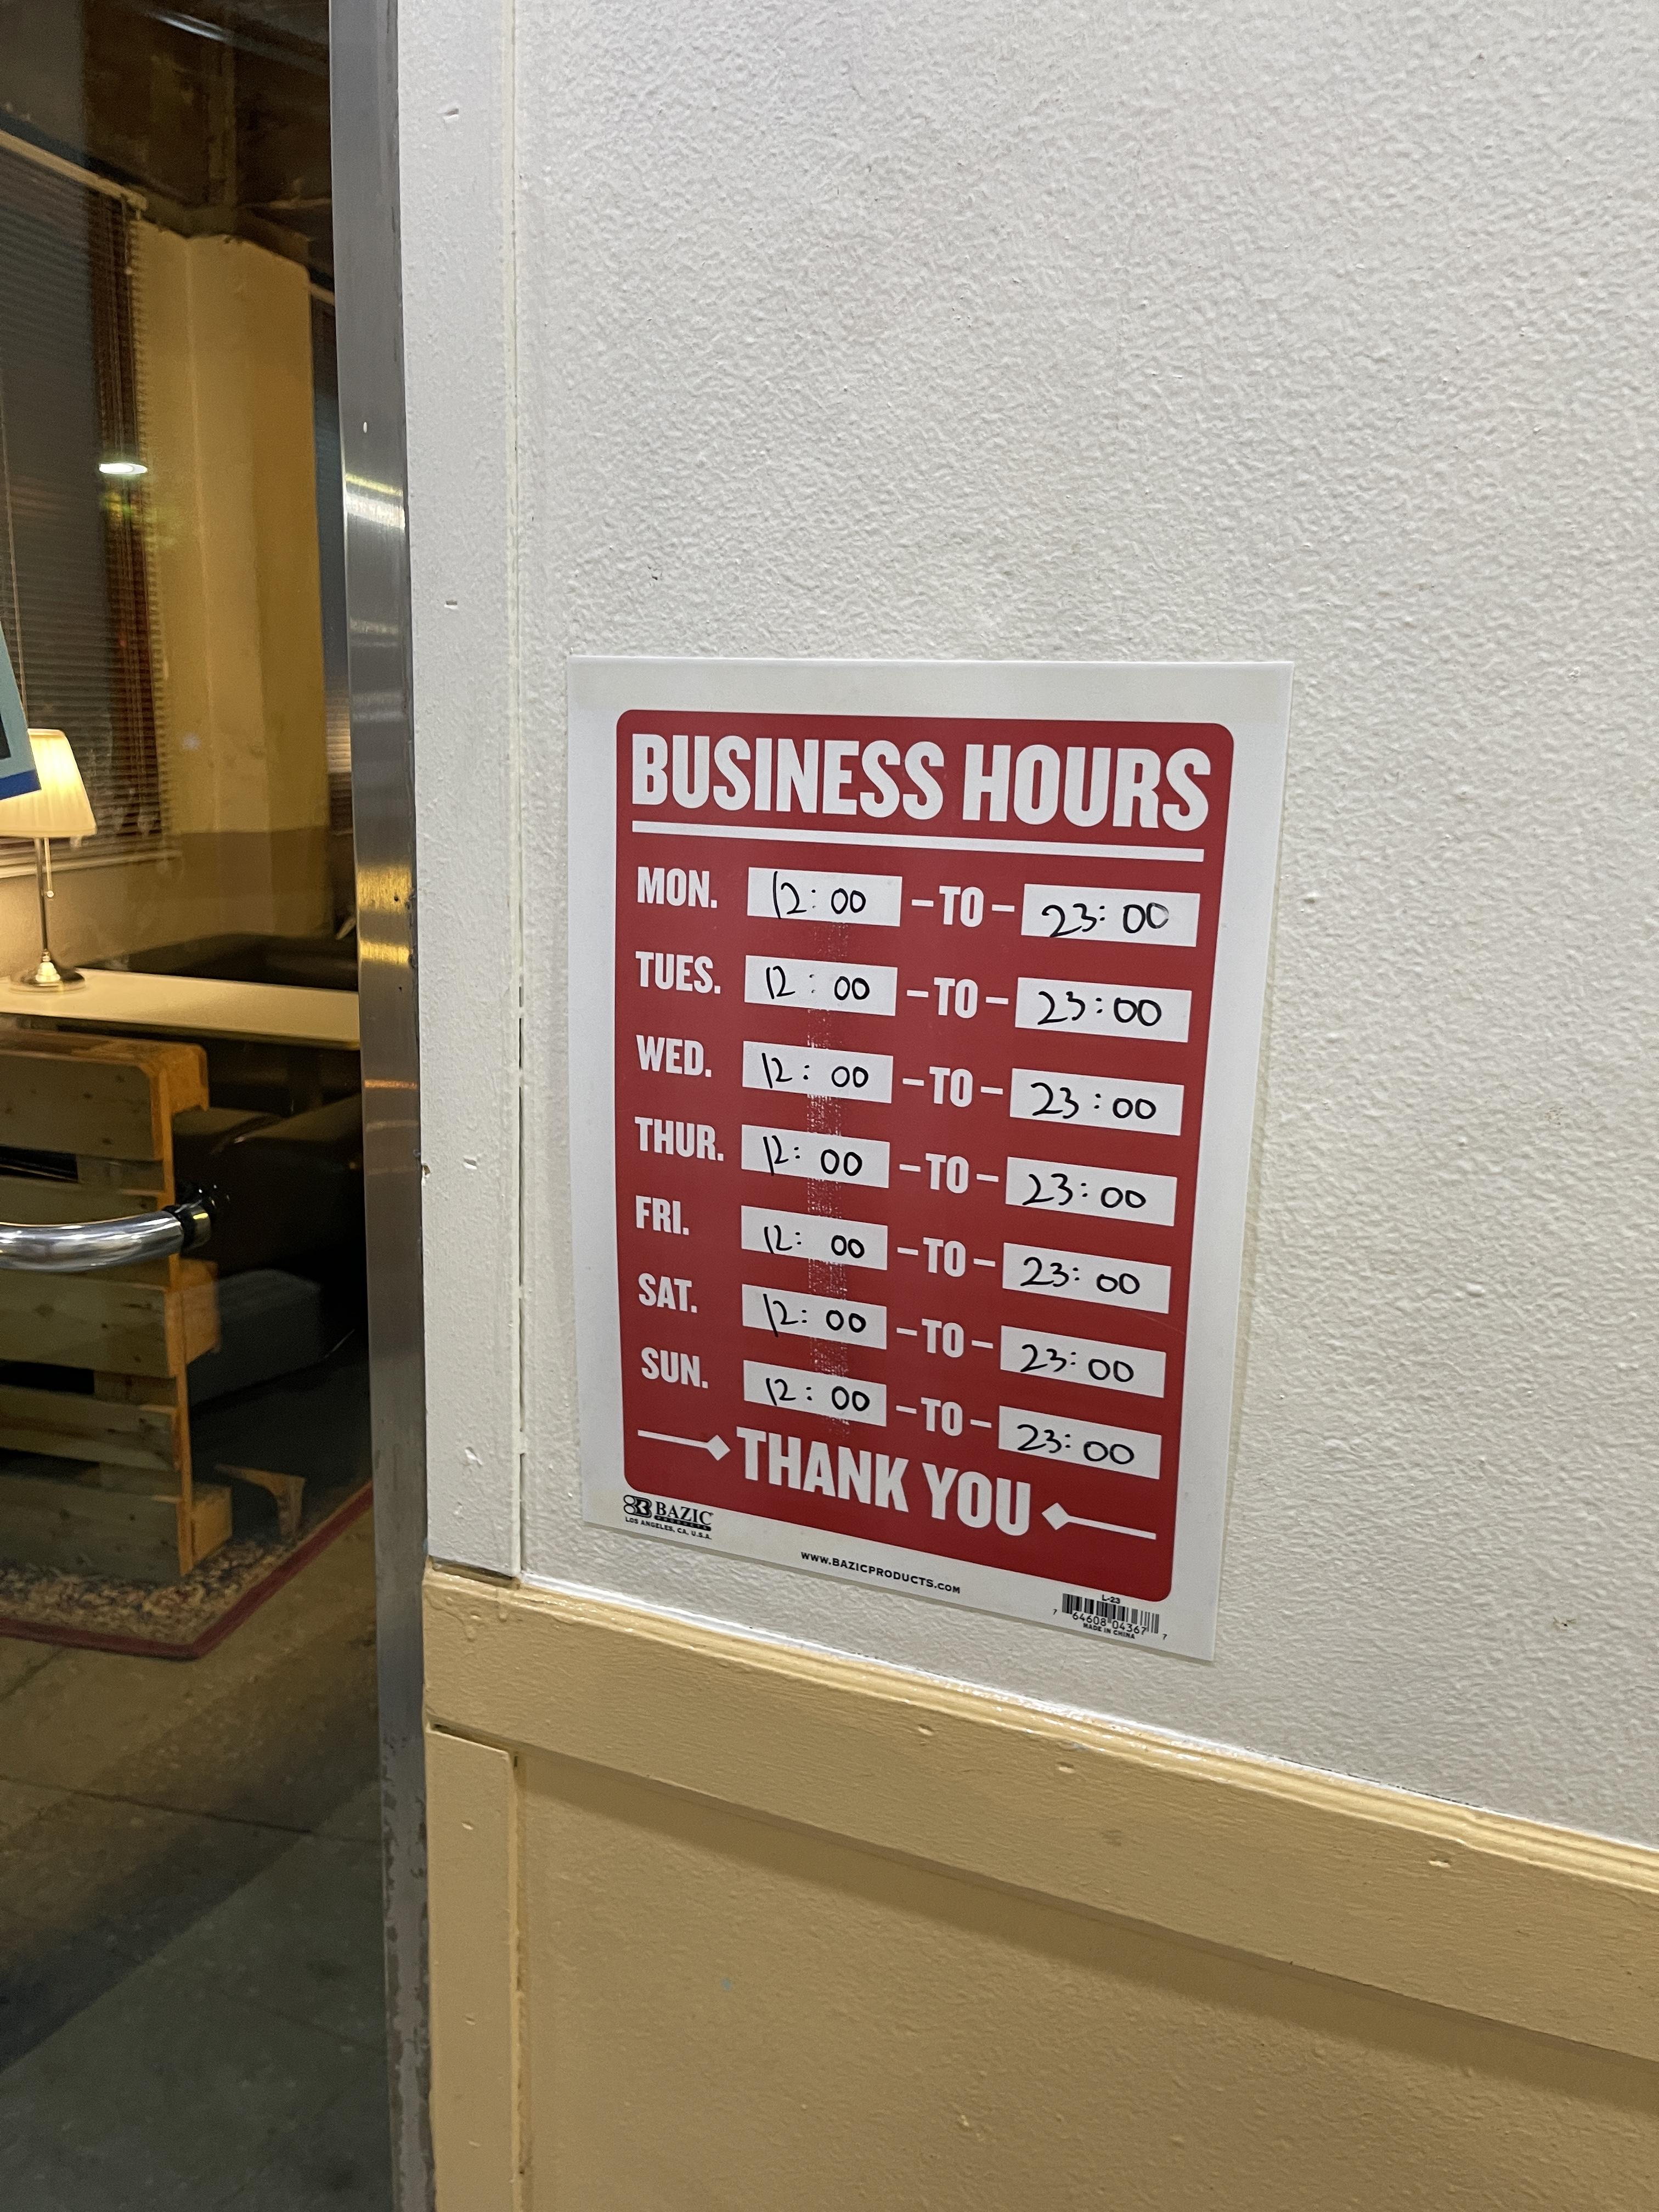 BUSINESS HOURS
MON. 12:00 -TO- 23:00
TUES. 12:00 -TO- 23:00
WED. 12:00 -TO- 23:00
THUR. 12:00 -TO- 23:00
FRI. 12:00 -TO- 23:00
SAT. 12:00 -TO- 23:00
SUN. 12:00 -TO- 23:00
THANK YOU
BAZIC
PRODUCTS
LOS ANGELES, CA, U.S.A.
WWW.BAZICPRODUCTS.COM
L-23
7 64608 04367 7
MADE IN CHINA